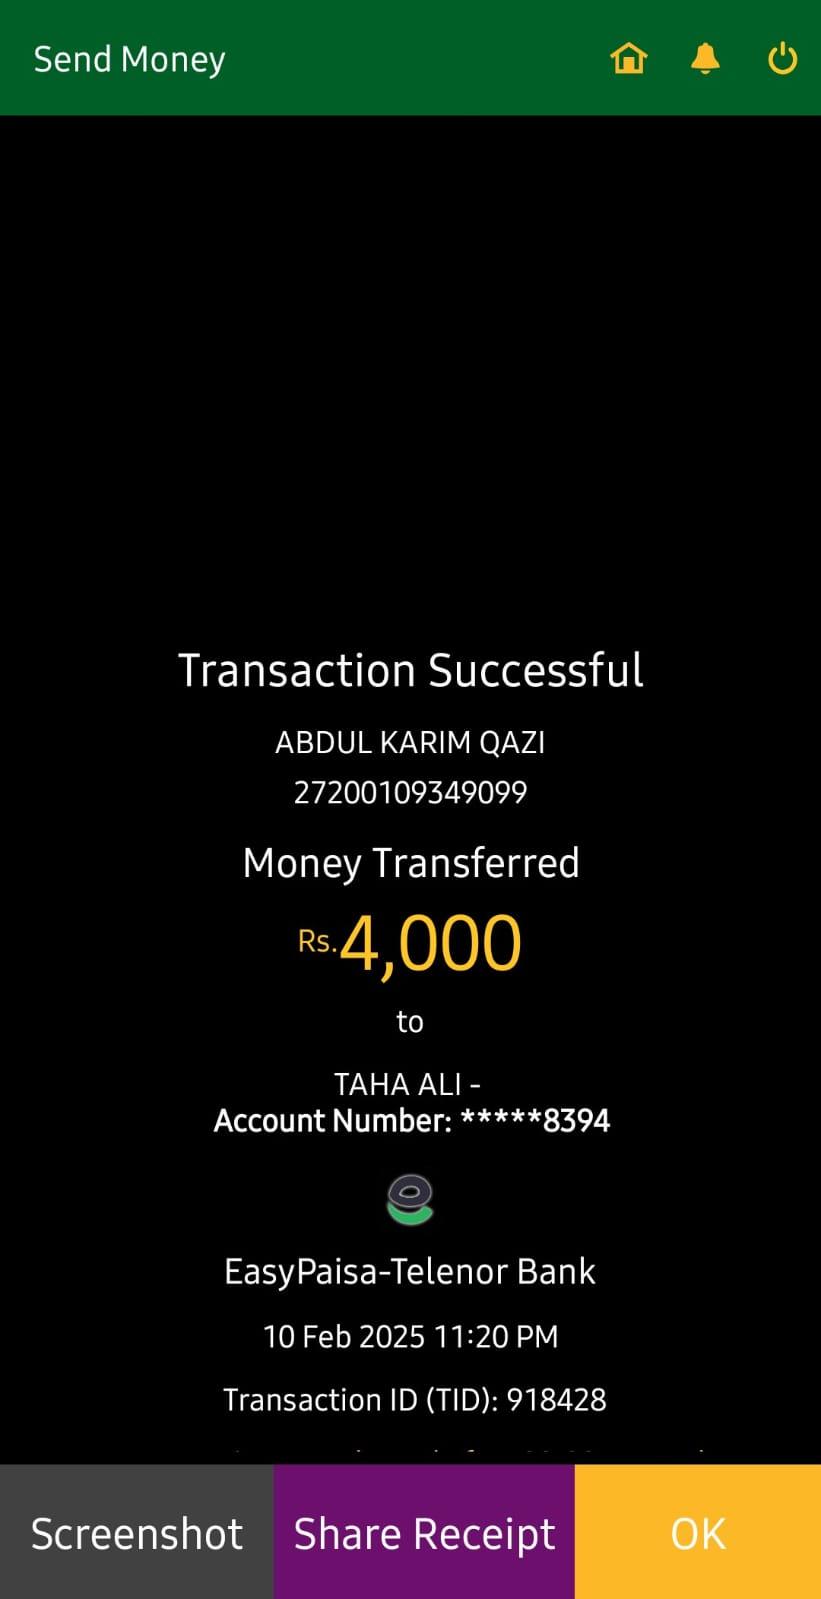 Send Money
Transaction Successful
ABDUL KARIM QAZI
27200109349099
Money Transferred
Rs.4,000
to
TAHA ALI -
Account Number: *****8394
EasyPaisa-Telenor Bank
10 Feb 2025 11:20 PM
Transaction ID (TID): 918428
Screenshot
Share Receipt
OK